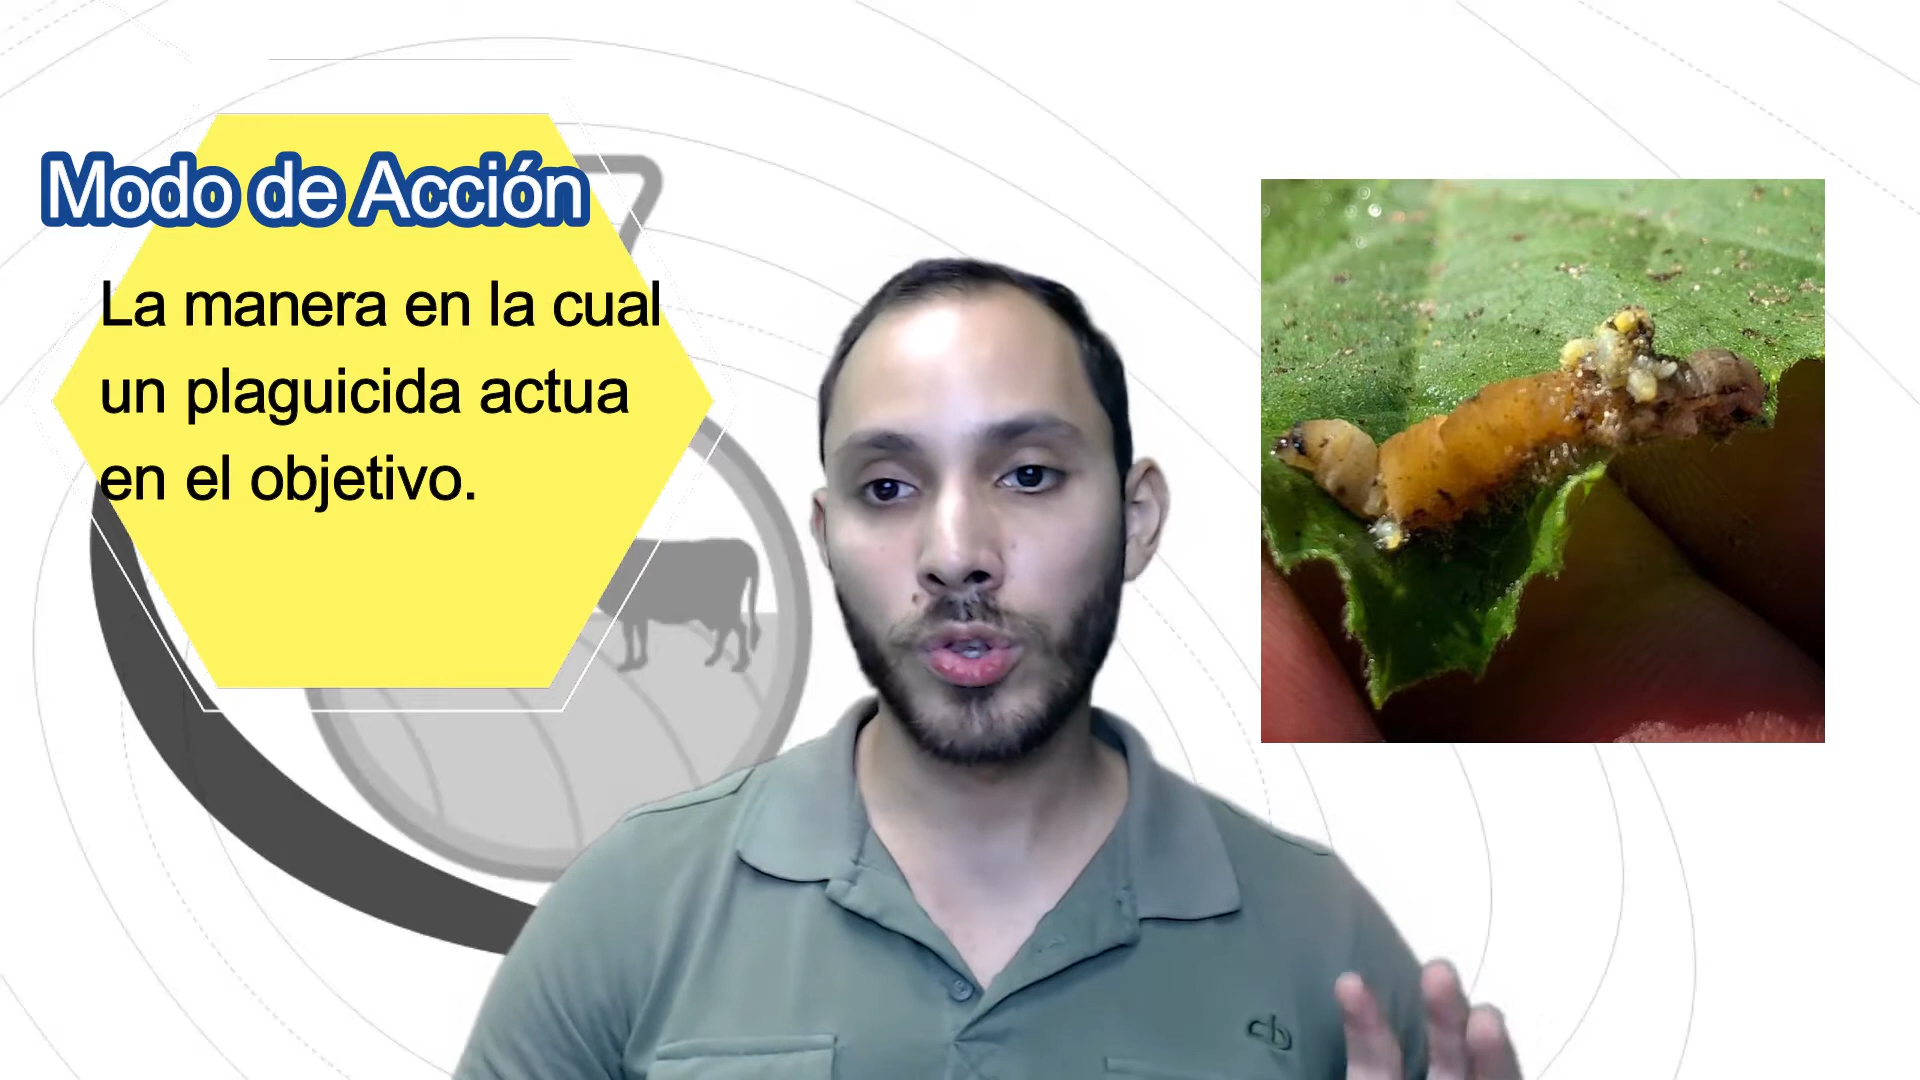 Modo de Acción
La manera en la cual
un plaguicida actua
en el objetivo.